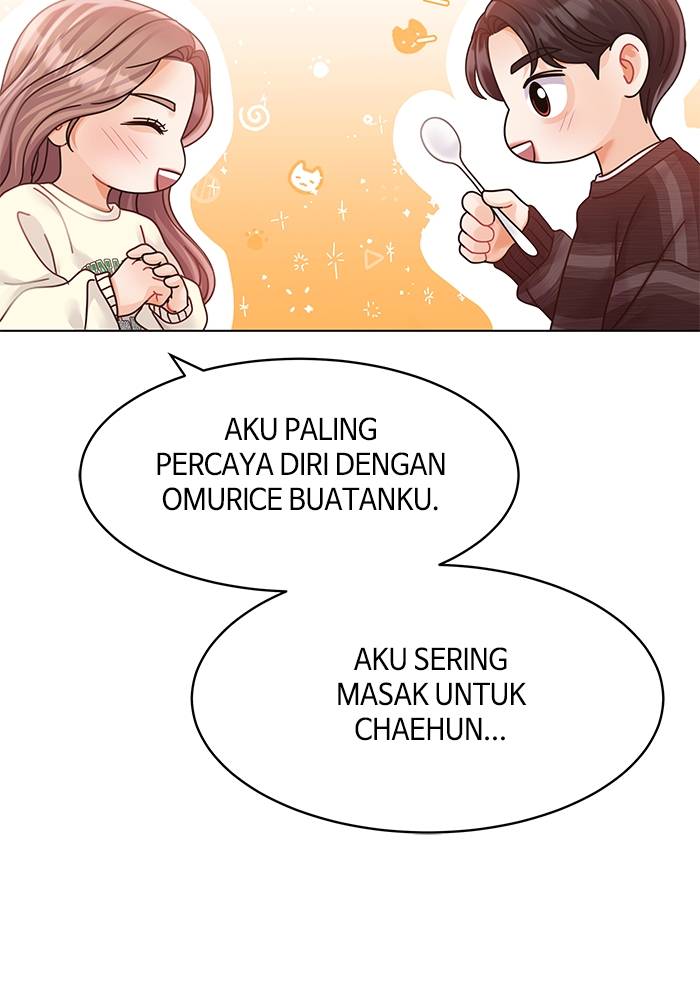 AKU PALING
PERCAYA DIRI DENGAN
OMURICE BUATANKU.
AKU SERING
MASAK UNTUK
CHAEHUN...